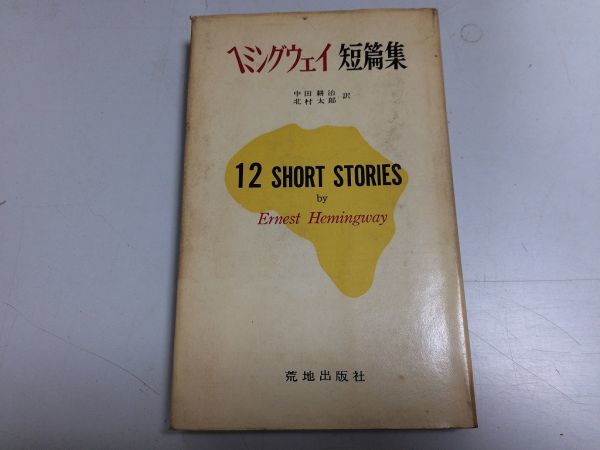 ヘミングウェイ 短篇集
中田耕治
北村太郎 訳
12 SHORT STORIES
by
Ernest Hemingway
荒地出版社